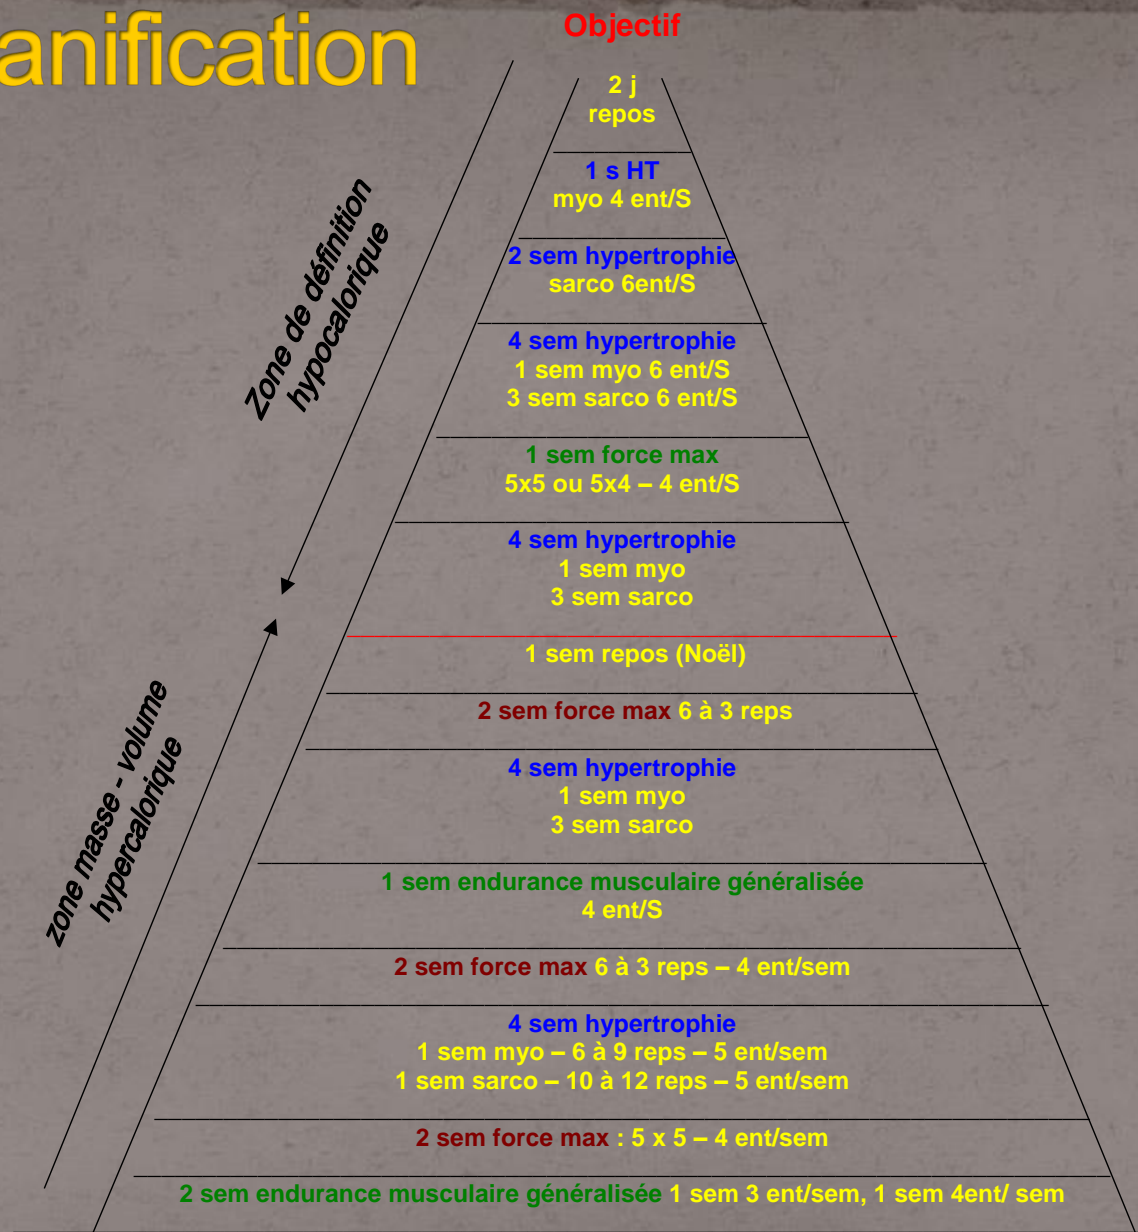 anification
Objectif
2 j
repos
1 s HT
myo 4 ent/S
2 sem hypertrophie
sarco 6ent/S
4 sem hypertrophie
1 sem myo 6 ent/S
3 sem sarco 6 ent/S
1 sem force max
5x5 ou 5x4 – 4 ent/S
4 sem hypertrophie
1 sem myo
3 sem sarco
1 sem repos (Noël)
2 sem force max 6 à 3 reps
4 sem hypertrophie
1 sem myo
3 sem sarco
1 sem endurance musculaire généralisée
4 ent/S
2 sem force max 6 à 3 reps – 4 ent/sem
4 sem hypertrophie
1 sem myo – 6 à 9 reps – 5 ent/sem
1 sem sarco – 10 à 12 reps – 5 ent/sem
2 sem force max : 5 x 5 – 4 ent/sem
2 sem endurance musculaire généralisée 1 sem 3 ent/sem, 1 sem 4ent/ sem
Zone de définition
hypocalorique
zone masse - volume
hypercalorique